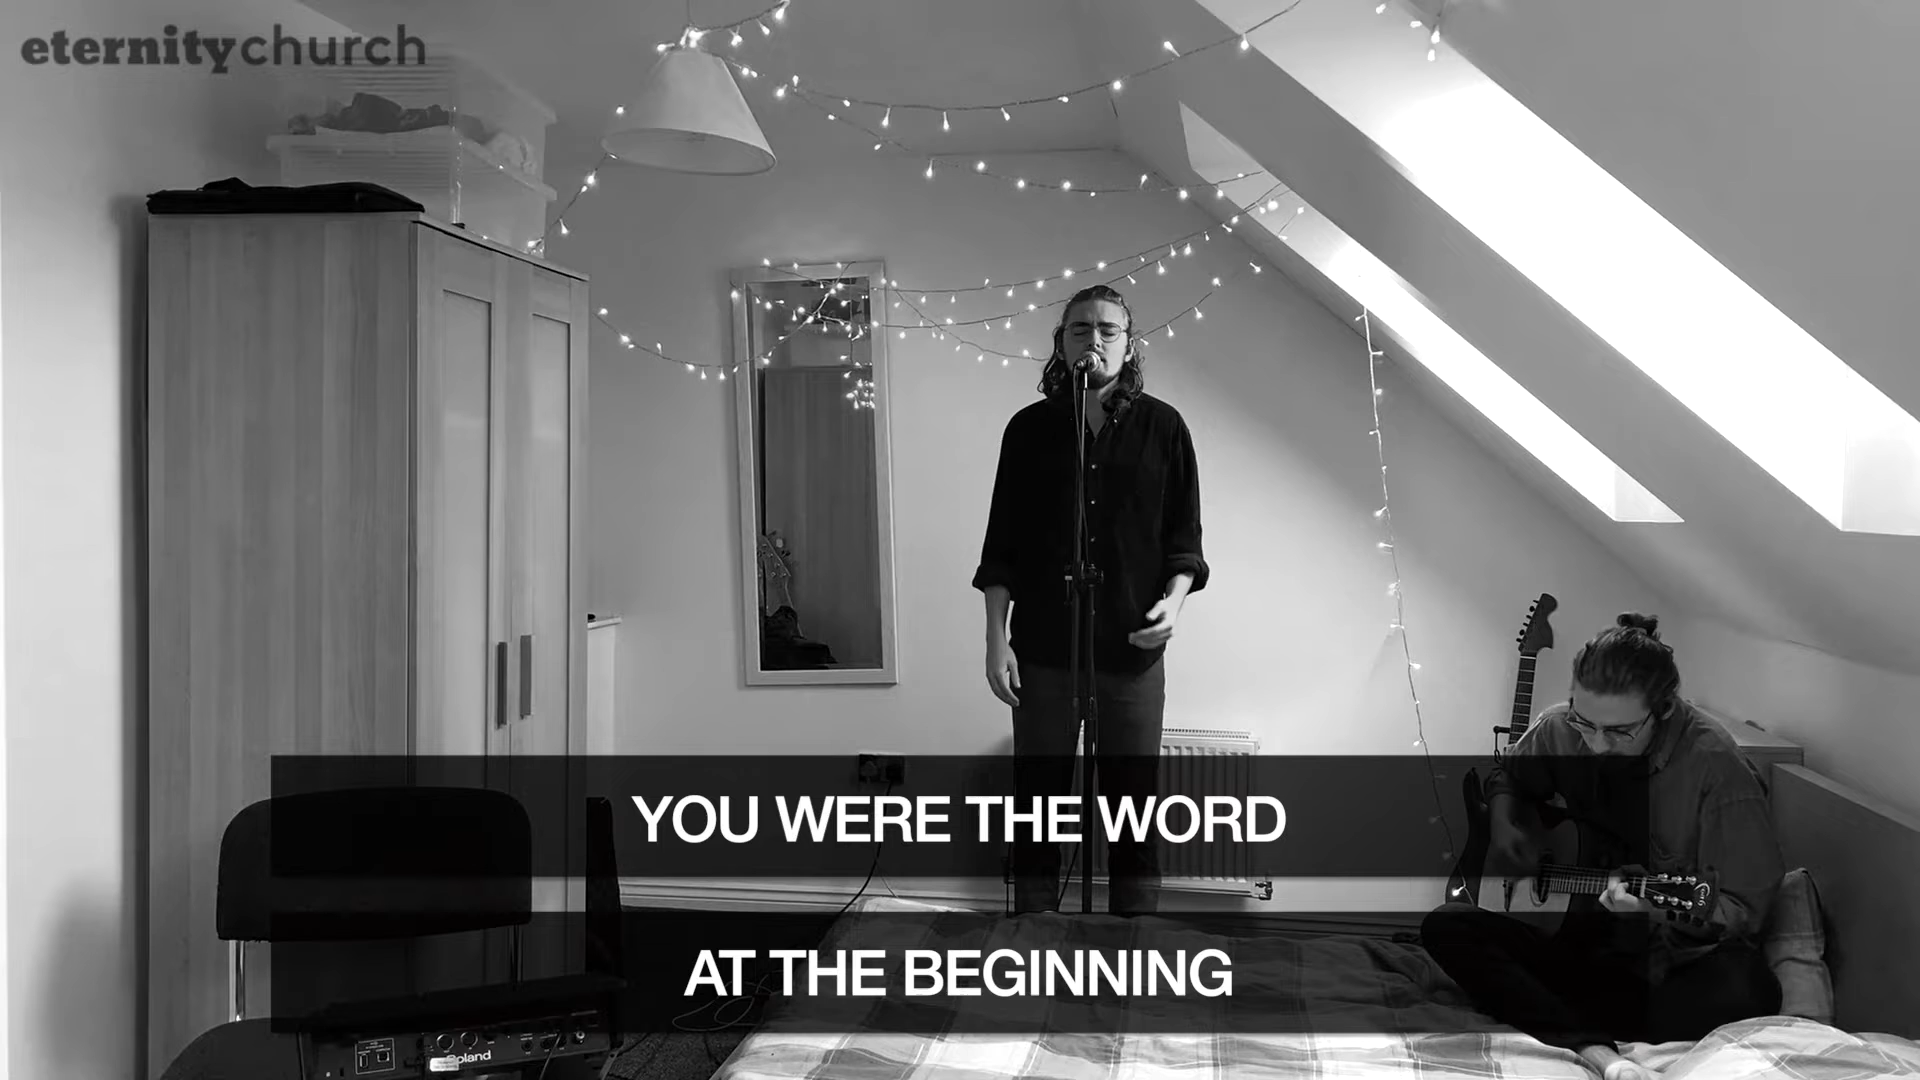 eternitychurch
YOU WERE THE WORD
AT THE BEGINNING
Roland